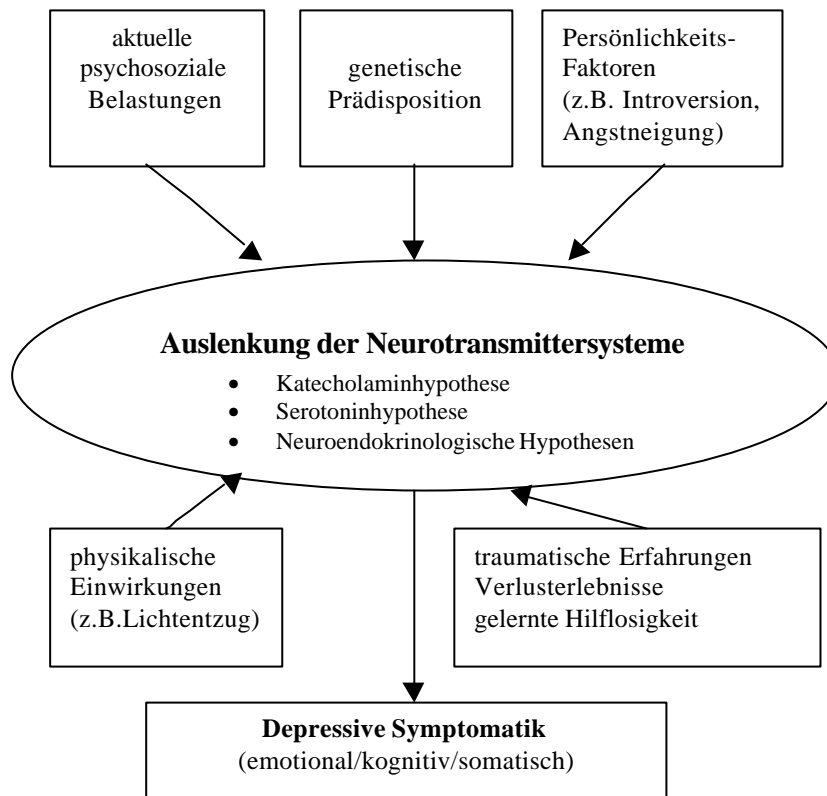 aktuelle
psychosoziale
Belastungen
genetische
Prädisposition
Persönlichkeits-
Faktoren
(z.B. Introversion,
Angstneigung)
Auslenkung der Neurotransmittersysteme
• Katecholaminhypothese
• Serotoninhypothese
• Neuroendokrinologische Hypothesen
physikalische
Einwirkungen
(z.B.Lichtentzug)
traumatische Erfahrungen
Verlusterlebnisse
gelernte Hilflosigkeit
Depressive Symptomatik
(emotional/kognitiv/somatisch)